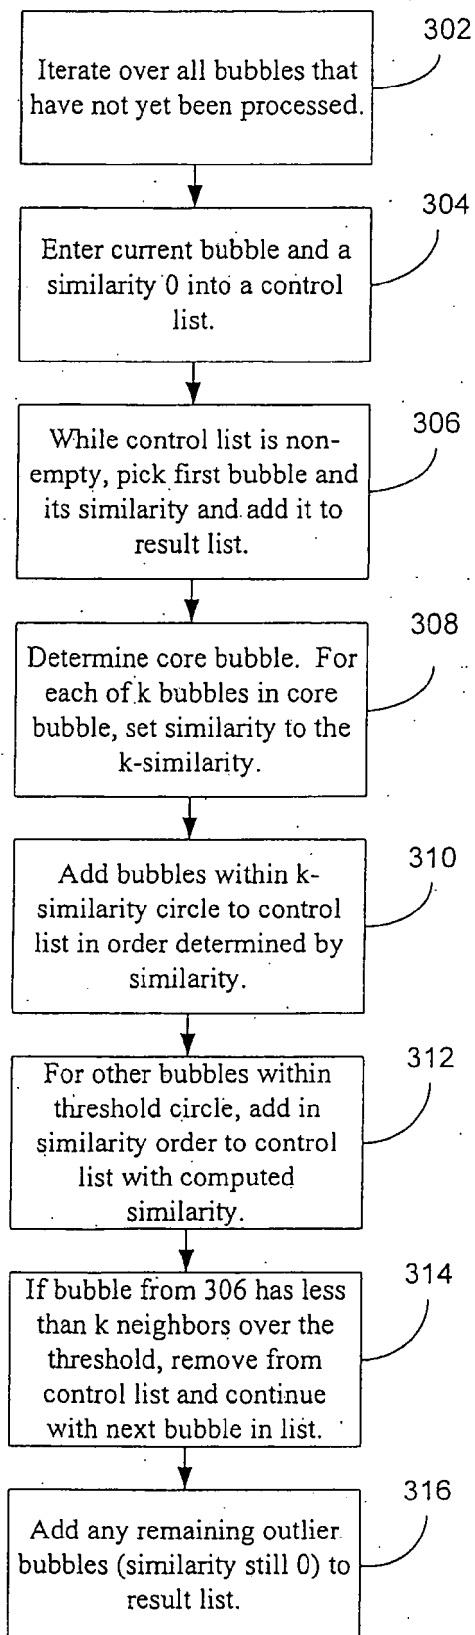 302
Iterate over all bubbles that
have not yet been processed.
304
Enter current bubble and a
similarity 0 into a control
list.
306
While control list is non-
empty, pick first bubble and
its similarity and add it to
result list.
308
Determine core bubble. For
each of k bubbles in core
bubble, set similarity to the
k-similarity.
310
Add bubbles within k-
similarity circle to control
list in order determined by
similarity.
312
For other bubbles within
threshold circle, add in
similarity order to control
list with computed
similarity.
314
If bubble from 306 has less
than k neighbors over the
threshold, remove from
control list and continue
with next bubble in list.
316
Add any remaining outlier
bubbles (similarity still 0) to
result list.